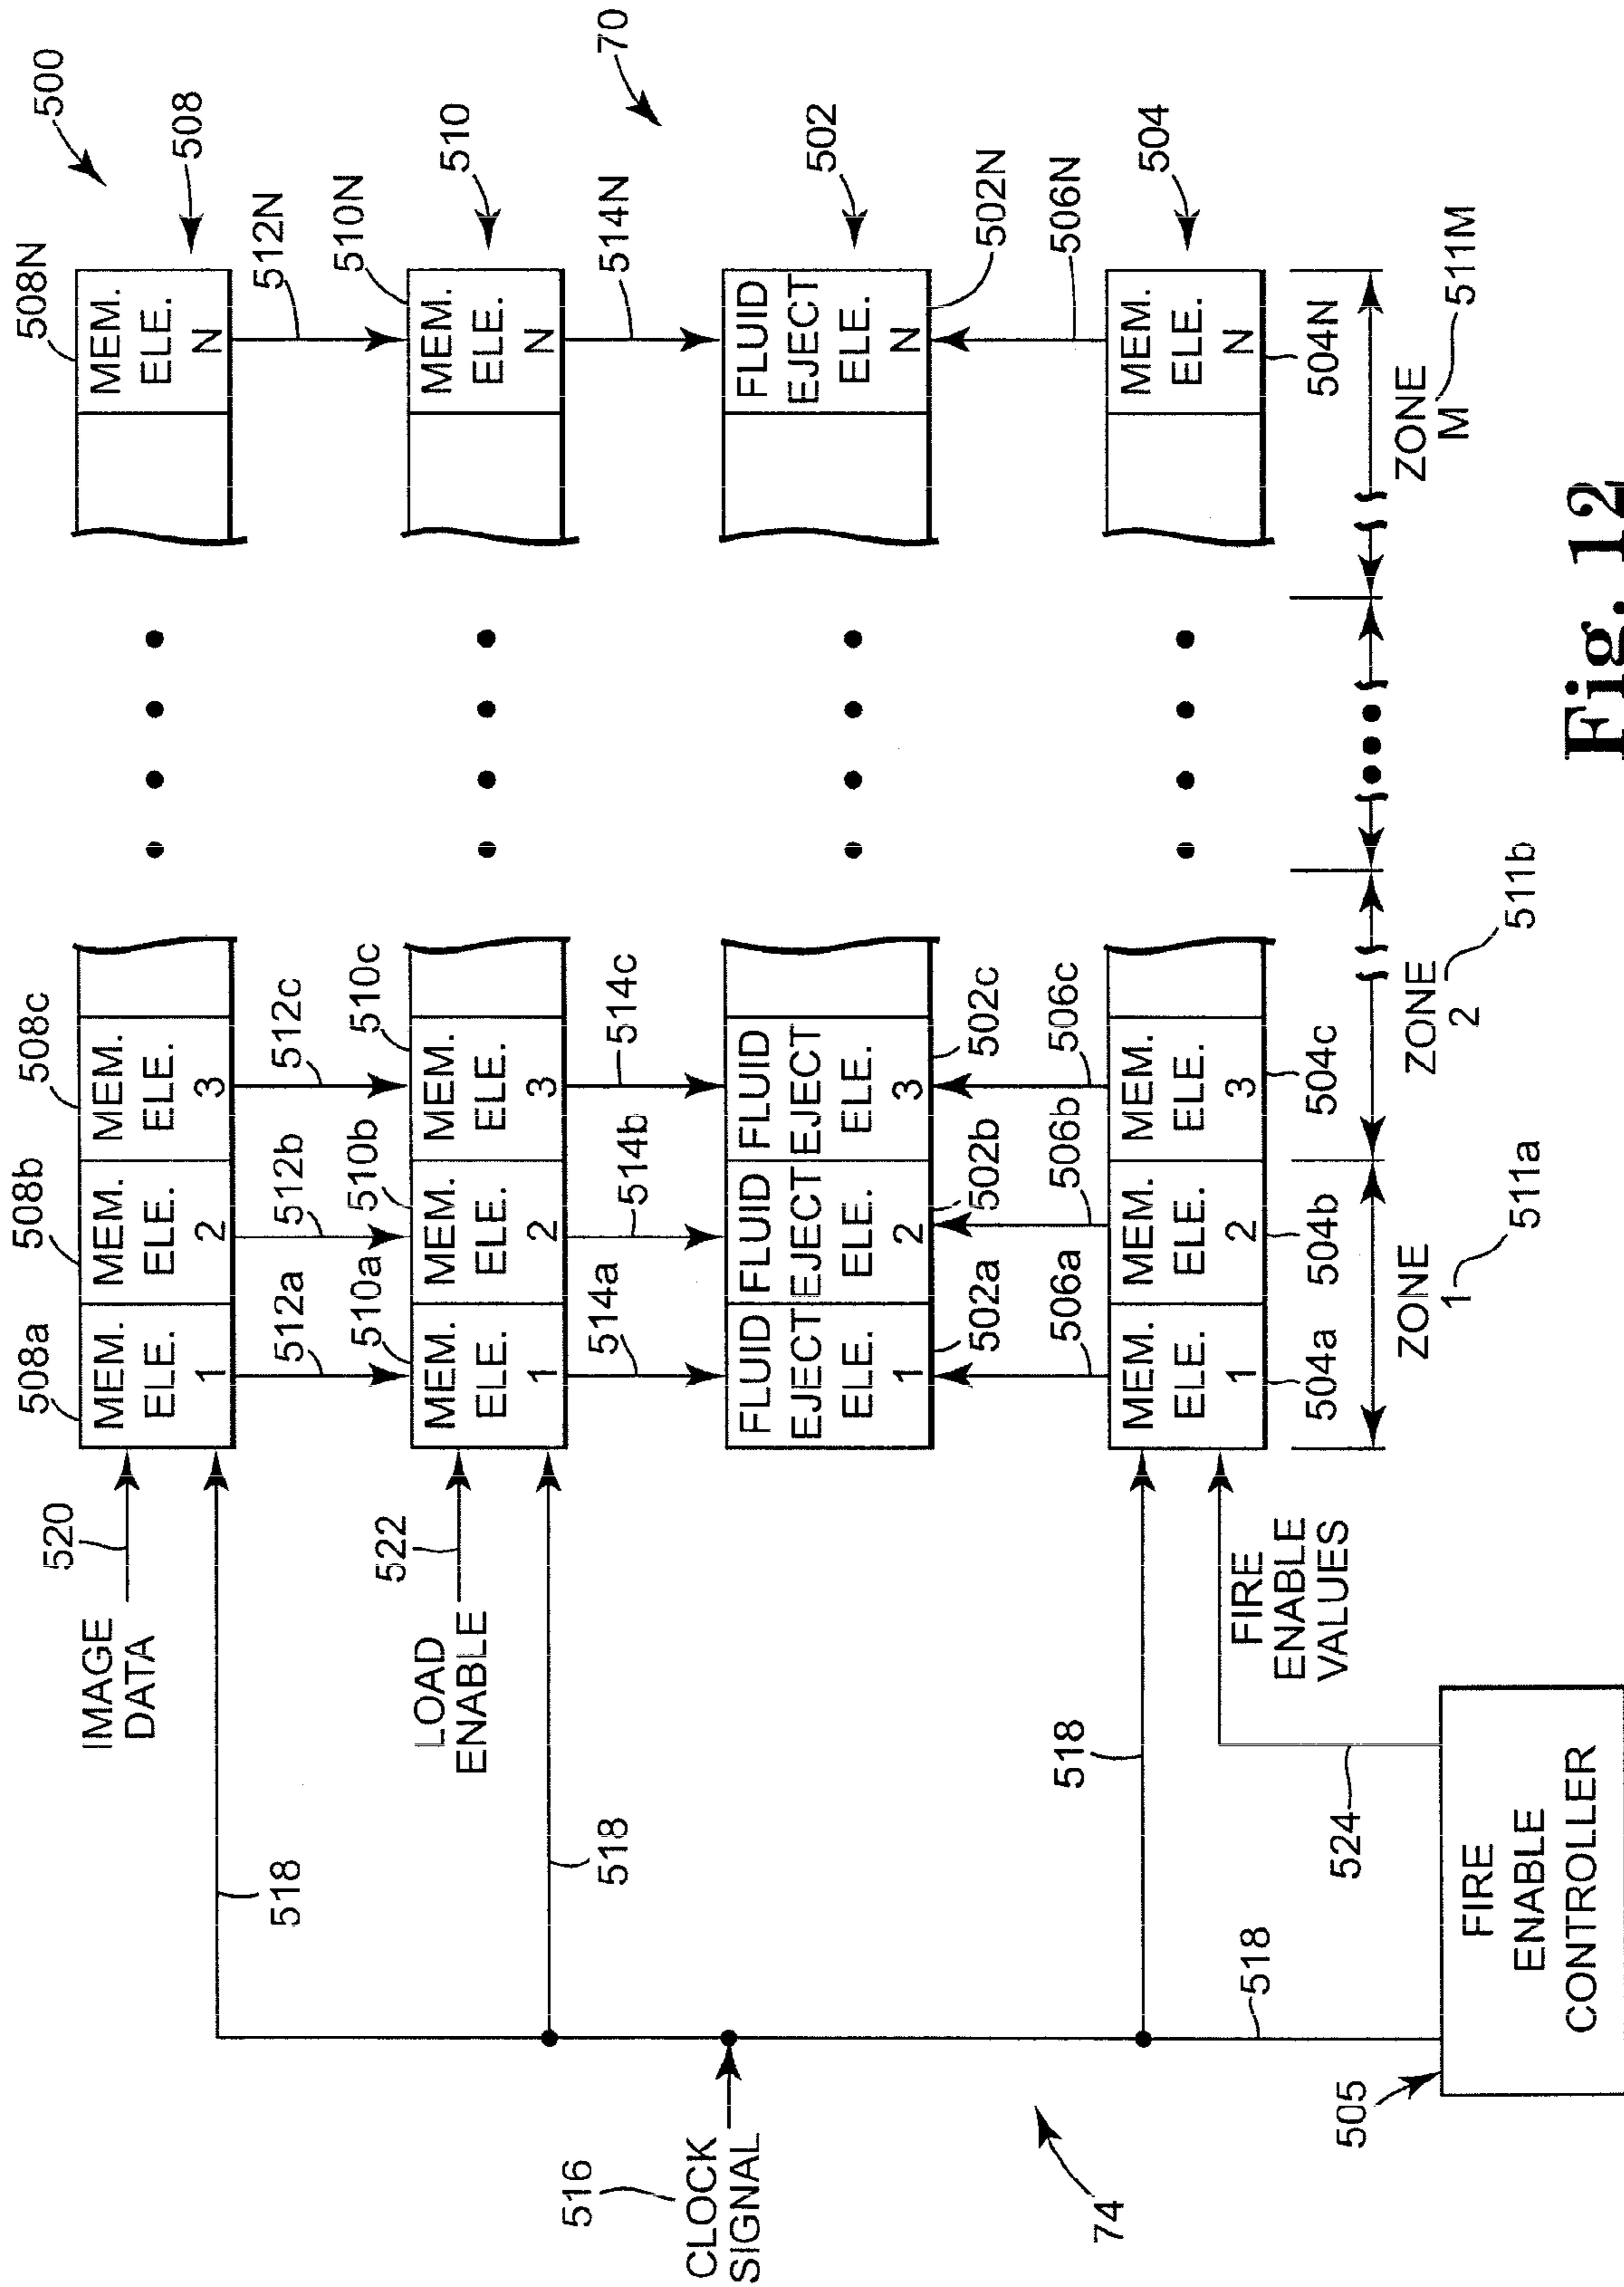 500
508N
508
508c
508b
508a
MEM. ELE. 1
MEM. ELE. 2
MEM. ELE. 3
MEM. ELE. N
IMAGE DATA
520
518
512a
512b
512c
512N
510a
510b
510c
510N
510
MEM. ELE. 1
MEM. ELE. 2
MEM. ELE. 3
MEM. ELE. N
LOAD ENABLE
522
518
514a
514b
514c
514N
70
516
CLOCK SIGNAL
FLUID EJECT ELE. 1
FLUID EJECT ELE. 2
FLUID EJECT ELE. 3
FLUID EJECT ELE. N
502
502a
502b
502c
502N
506a
506b
506c
506N
518
MEM. ELE. 1
MEM. ELE. 2
MEM. ELE. 3
MEM. ELE. N
504
74
FIRE ENABLE VALUES
504a
504b
504c
504N
518
524
505
FIRE ENABLE CONTROLLER
ZONE 1
511a
ZONE 2
511b
ZONE M
511M
Fig. 12